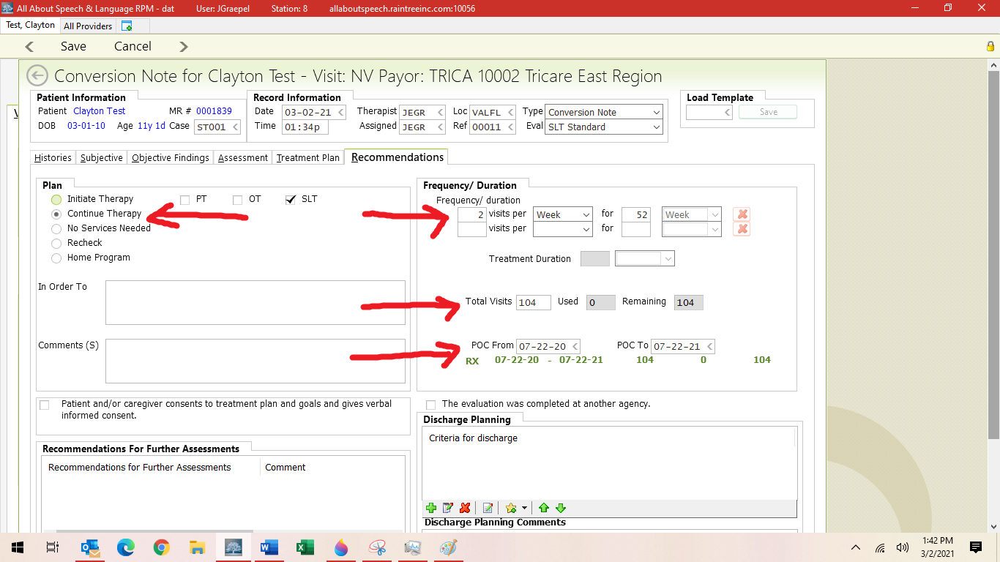 All About Speech & Language RPM - dat User: JGraepel Station: 8 allaboutspeech.raintreeinc.com:10056
Test, Clayton All Providers
Save Cancel
Conversion Note for Clayton Test - Visit: NV Payor: TRICA 10002 Tricare East Region
Patient Information Record Information Load Template
Patient Clayton Test MR # 0001839 Date 03-02-21 Therapist JEGR Loc VALFL Type Conversion Note Save
DOB 03-01-10 Age 11y 1d Case ST001 Time 01:34p Assigned JEGR Ref 00011 Eval SLT Standard
Histories Subjective Objective Findings Assessment Treatment Plan Recommendations
Plan Frequency/ Duration
Initiate Therapy PT OT SLT Frequency/ duration
Continue Therapy 2 visits per Week for 52 Week
No Services Needed visits per for
Recheck
Home Program Treatment Duration
In Order To
Total Visits 104 Used 0 Remaining 104
Comments (S) POC From 07-22-20 POC To 07-22-21
RX 07-22-20 - 07-22-21 104 0 104
Patient and/or caregiver consents to treatment plan and goals and gives verbal
informed consent.
The evaluation was completed at another agency.
Discharge Planning
Criteria for discharge
Recommendations For Further Assessments
Recommendations for Further Assessments Comment
Discharge Planning Comments
1:42 PM
3/2/2021